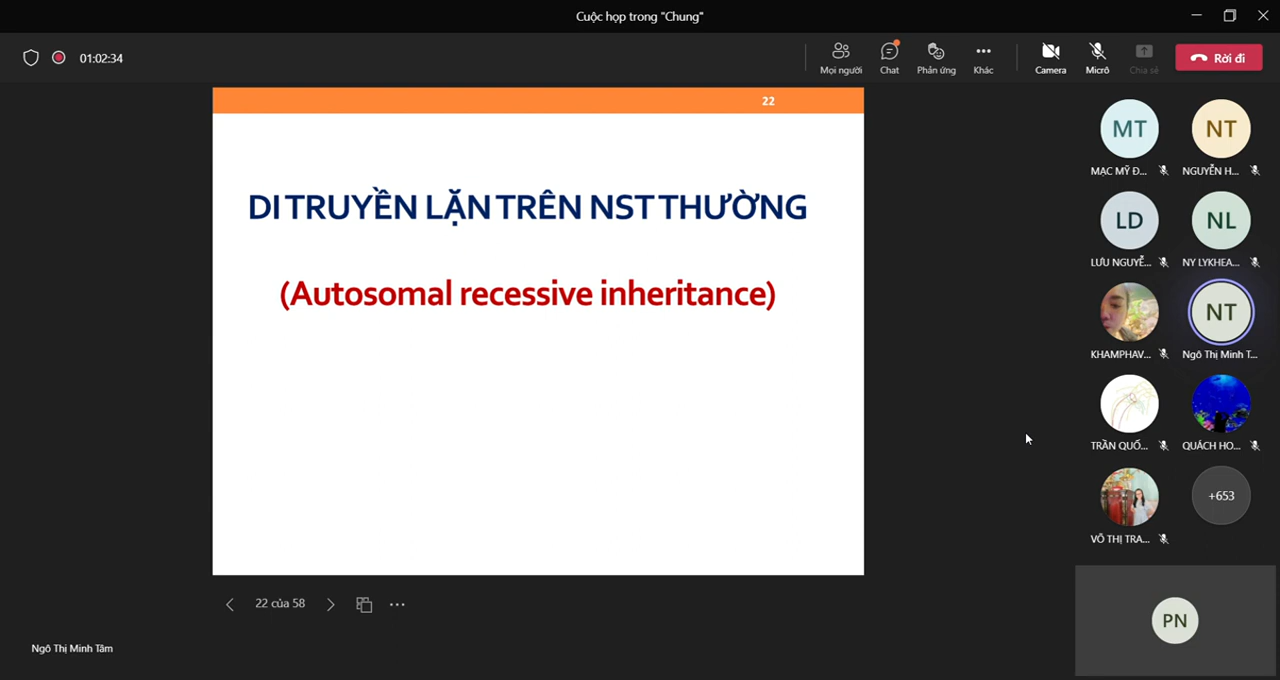 Cuộc họp trong "Chung"
01:02:34
Mọi người
Chat
Phản ứng
Khác
Camera
Micrô
Chia sẻ
Rời đi
22
DI TRUYỀN LẶN TRÊN NST THƯỜNG
(Autosomal recessive inheritance)
MT
NT
MẠC MỸ Đ...
NGUYỄN H...
LD
NL
LƯU NGUYỄ...
NY LYKHEA...
NT
KHAMPHAV...
Ngô Thị Minh T...
TRẦN QUỐ...
QUÁCH HO...
+653
VÕ THỊ TRA...
22 của 58
PN
Ngô Thị Minh Tâm